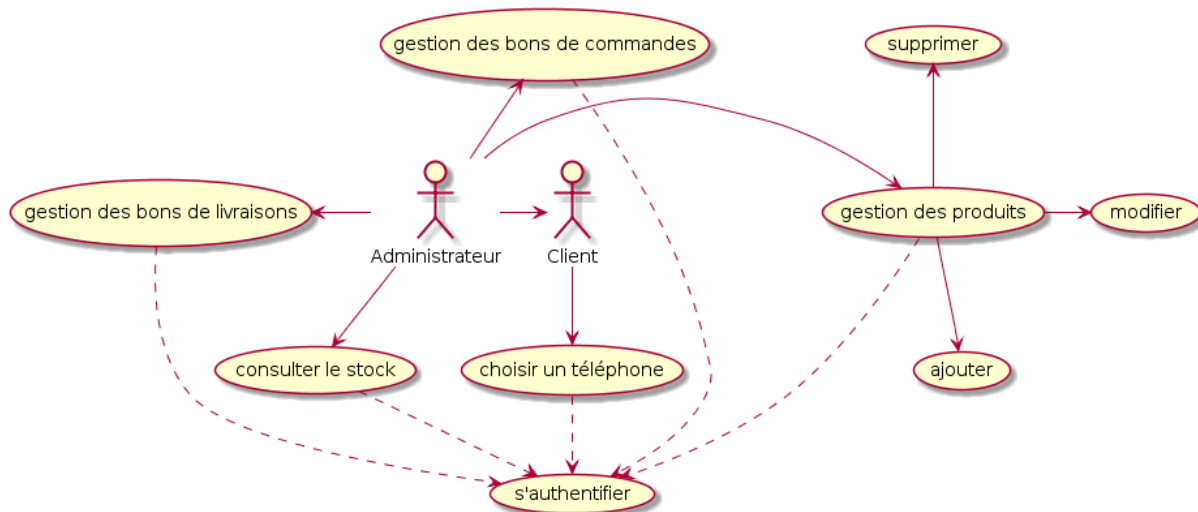 gestion des bons de commandes
supprimer
gestion des bons de livraisons
gestion des produits
modifier
Administrateur
Client
consulter le stock
choisir un téléphone
ajouter
s'authentifier